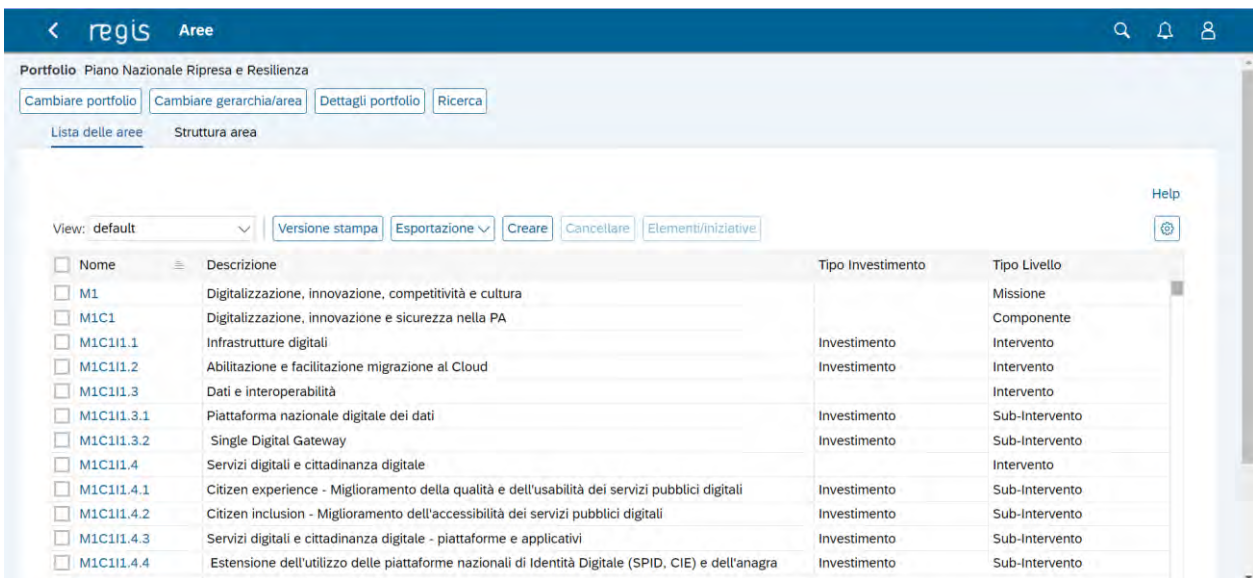 regis Aree
Portfolio Piano Nazionale Ripresa e Resilienza
Cambiare portfolio Cambiare gerarchia/area Dettagli portfolio Ricerca
Lista delle aree Struttura area
Help
View: default Versione stampa Esportazione Creare Cancellare Elementi/iniziative
Nome Descrizione Tipo Investimento Tipo Livello
M1 Digitalizzazione, innovazione, competitività e cultura Missione
M1C1 Digitalizzazione, innovazione e sicurezza nella PA Componente
M1C1I1.1 Infrastrutture digitali Investimento Intervento
M1C1I1.2 Abilitazione e facilitazione migrazione al Cloud Investimento Intervento
M1C1I1.3 Dati e interoperabilità Intervento
M1C1I1.3.1 Piattaforma nazionale digitale dei dati Investimento Sub-Intervento
M1C1I1.3.2 Single Digital Gateway Investimento Sub-Intervento
M1C1I1.4 Servizi digitali e cittadinanza digitale Intervento
M1C1I1.4.1 Citizen experience - Miglioramento della qualità e dell'usabilità dei servizi pubblici digitali Investimento Sub-Intervento
M1C1I1.4.2 Citizen inclusion - Miglioramento dell'accessibilità dei servizi pubblici digitali Investimento Sub-Intervento
M1C1I1.4.3 Servizi digitali e cittadinanza digitale - piattaforme e applicativi Investimento Sub-Intervento
M1C1I1.4.4 Estensione dell'utilizzo delle piattaforme nazionali di Identità Digitale (SPID, CIE) e dell'anagra Investimento Sub-Intervento